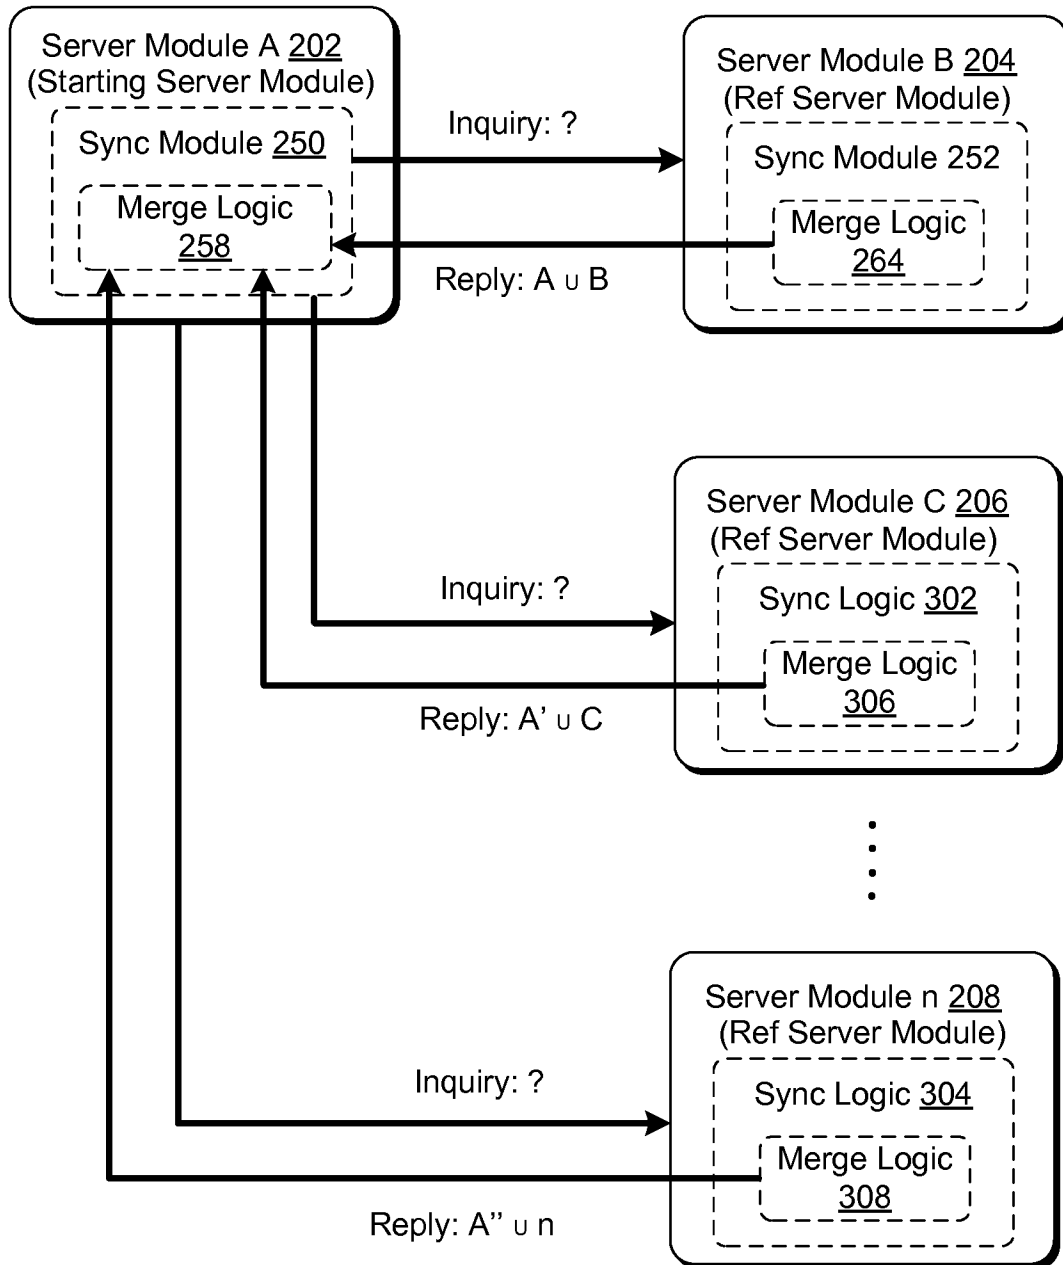 Server Module A 202
(Starting Server Module)
Sync Module 250
Merge Logic
258
Inquiry: ?
Reply: A ∪ B
Server Module B 204
(Ref Server Module)
Sync Module 252
Merge Logic
264
Server Module C 206
(Ref Server Module)
Inquiry: ?
Sync Logic 302
Merge Logic
306
Reply: A' ∪ C
Server Module n 208
(Ref Server Module)
Inquiry: ?
Sync Logic 304
Merge Logic
308
Reply: A'' ∪ n